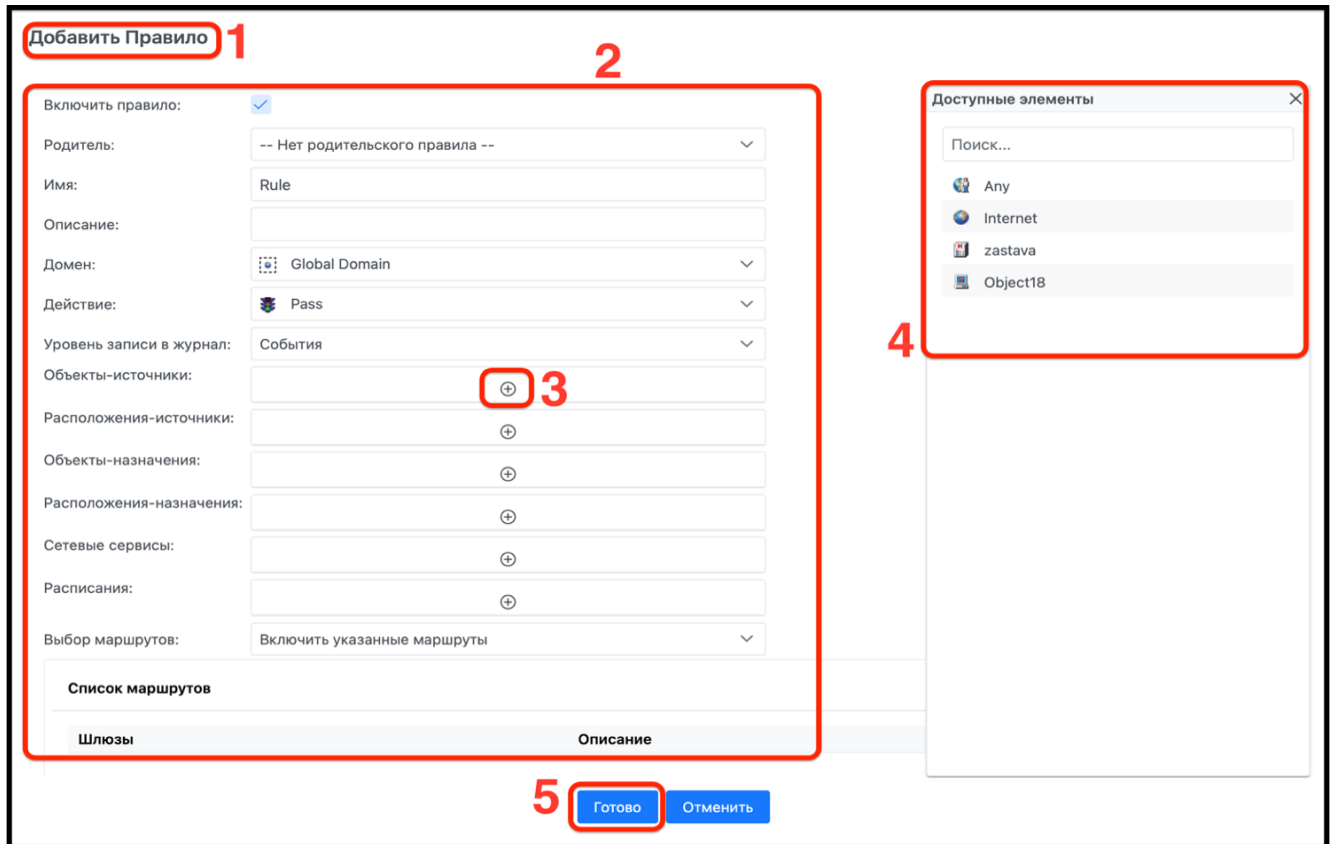 Добавить Правило 1
2
Включить правило:
Родитель: -- Нет родительского правила --
Имя: Rule
Описание:
Домен: Global Domain
Действие: Pass
Уровень записи в журнал: События
Объекты-источники: 3
Расположения-источники:
Объекты-назначения:
Расположения-назначения:
Сетевые сервисы:
Расписания:
Выбор маршрутов: Включить указанные маршруты
Список маршрутов
Шлюзы Описание
Доступные элементы
Поиск...
Any
Internet
zastava
Object18
4
5 Готово Отменить